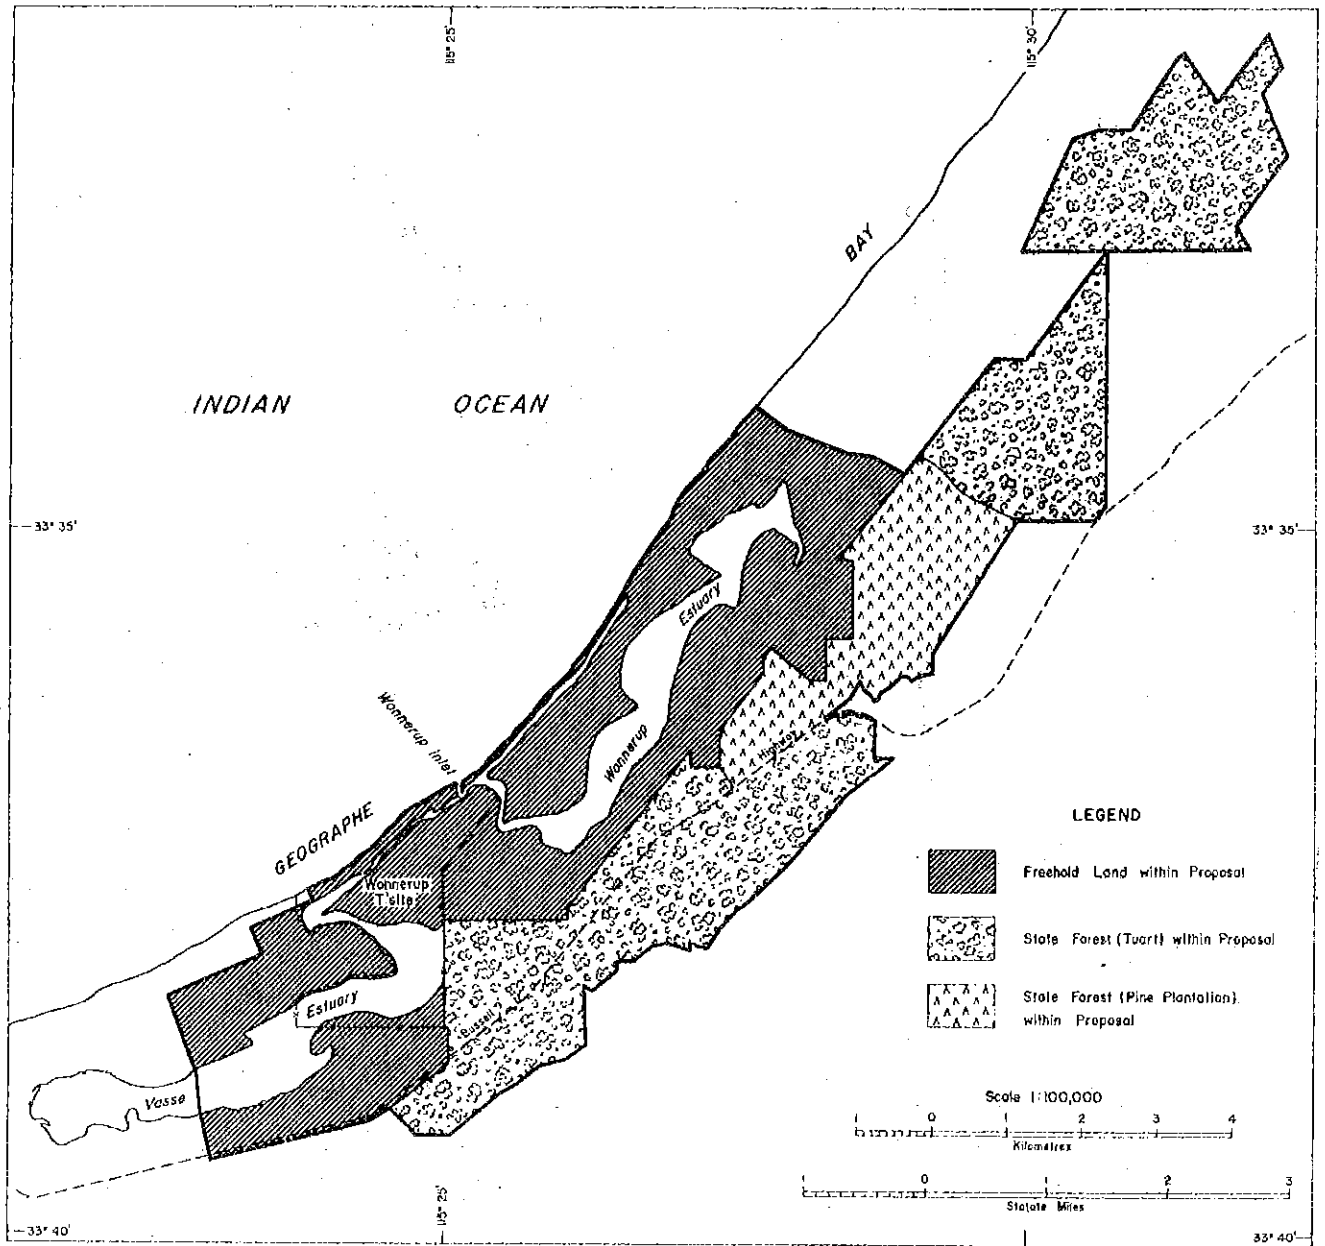 115° 25'
115° 30'
BAY
INDIAN OCEAN
33° 35'
33° 35'
Estuary
Wonnerup Inlet
Wonnerup
Highway
GEOGRAPHE
Wonnerup
T'site
Estuary
Bussell
Vasse
LEGEND
Freehold Land within Proposal
State Forest (Tuart) within Proposal
State Forest (Pine Plantation)
within Proposal
Scale 1:100,000
1 0 1 2 3 4
Kilometres
1 0 1 2 3
Statute Miles
115° 25'
33° 40'
33° 40'